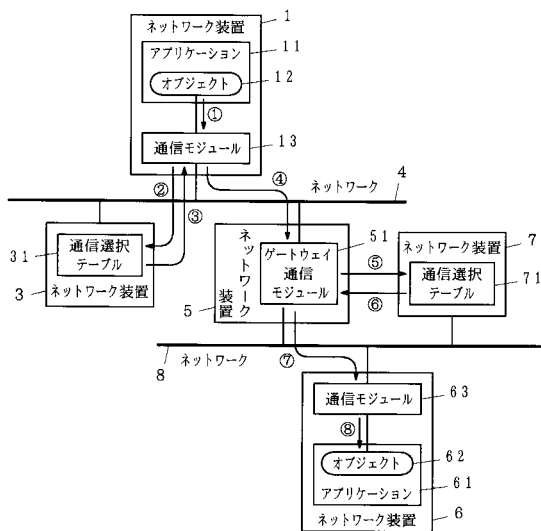 ネットワーク装置
1
アプリケーション
11
オブジェクト
12
①
通信モジュール
13
②
③
④
ネットワーク
4
31
通信選択
テーブル
3
ネットワーク装置
ネットワーク
装置
5
ゲートウェイ
通信
モジュール
51
⑤
⑥
ネットワーク装置
7
通信選択
テーブル
71
8
ネットワーク
⑦
通信モジュール
63
⑧
オブジェクト
62
アプリケーション
61
ネットワーク装置
6